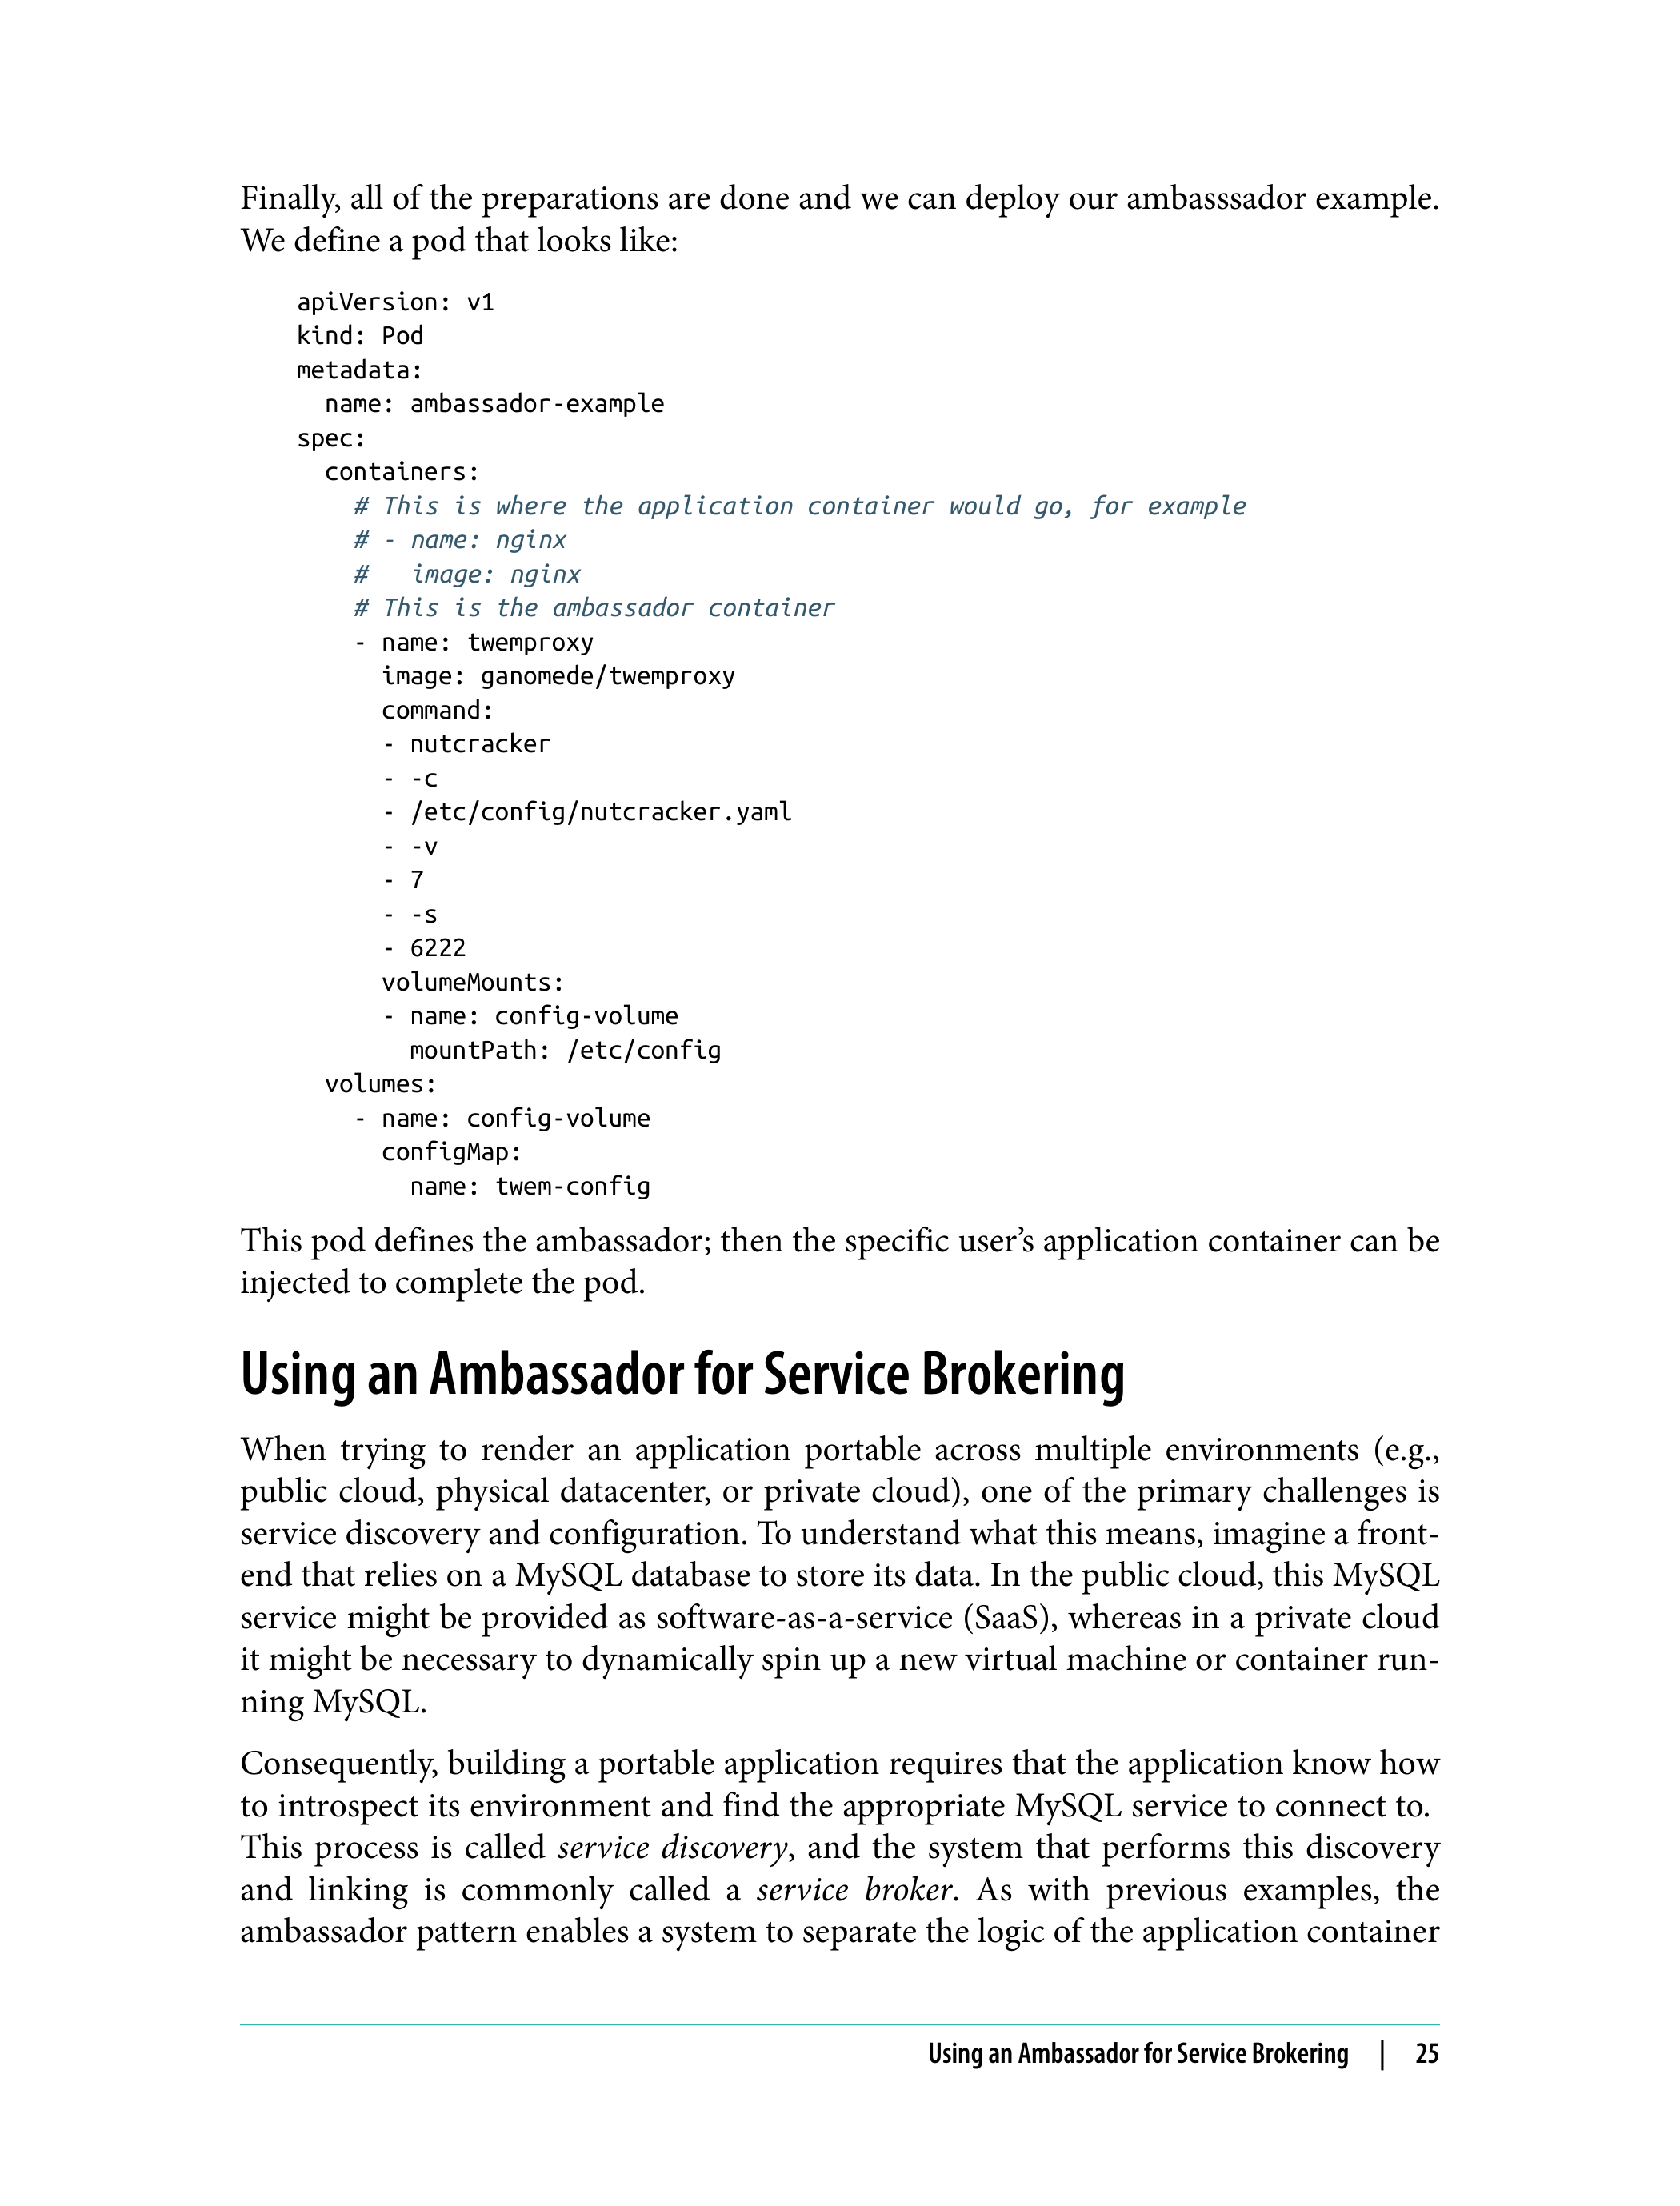 Finally, all of the preparations are done and we can deploy our ambasssador example.
We define a pod that looks like:
apiVersion: v1
kind: Pod
metadata:
  name: ambassador-example
spec:
  containers:
    # This is where the application container would go, for example
    # - name: nginx
    #   image: nginx
    # This is the ambassador container
    - name: twemproxy
      image: ganomede/twemproxy
      command:
      - nutcracker
      - -c
      - /etc/config/nutcracker.yaml
      - -v
      - 7
      - -s
      - 6222
      volumeMounts:
      - name: config-volume
        mountPath: /etc/config
  volumes:
    - name: config-volume
      configMap:
        name: twem-config
This pod defines the ambassador; then the specific user’s application container can be
injected to complete the pod.
Using an Ambassador for Service Brokering
When trying to render an application portable across multiple environments (e.g.,
public cloud, physical datacenter, or private cloud), one of the primary challenges is
service discovery and configuration. To understand what this means, imagine a front-
end that relies on a MySQL database to store its data. In the public cloud, this MySQL
service might be provided as software-as-a-service (SaaS), whereas in a private cloud
it might be necessary to dynamically spin up a new virtual machine or container run-
ning MySQL.
Consequently, building a portable application requires that the application know how
to introspect its environment and find the appropriate MySQL service to connect to.
This process is called service discovery, and the system that performs this discovery
and linking is commonly called a service broker. As with previous examples, the
ambassador pattern enables a system to separate the logic of the application container
Using an Ambassador for Service Brokering | 25